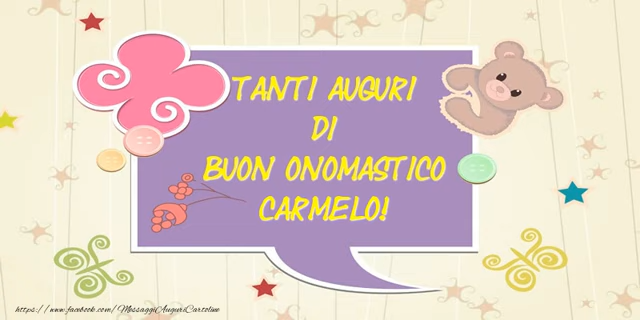 TANTI AUGURI
DI
BUON ONOMASTICO
CARMELO!
https://www.facebook.com/MessaggiAuguriCartoline